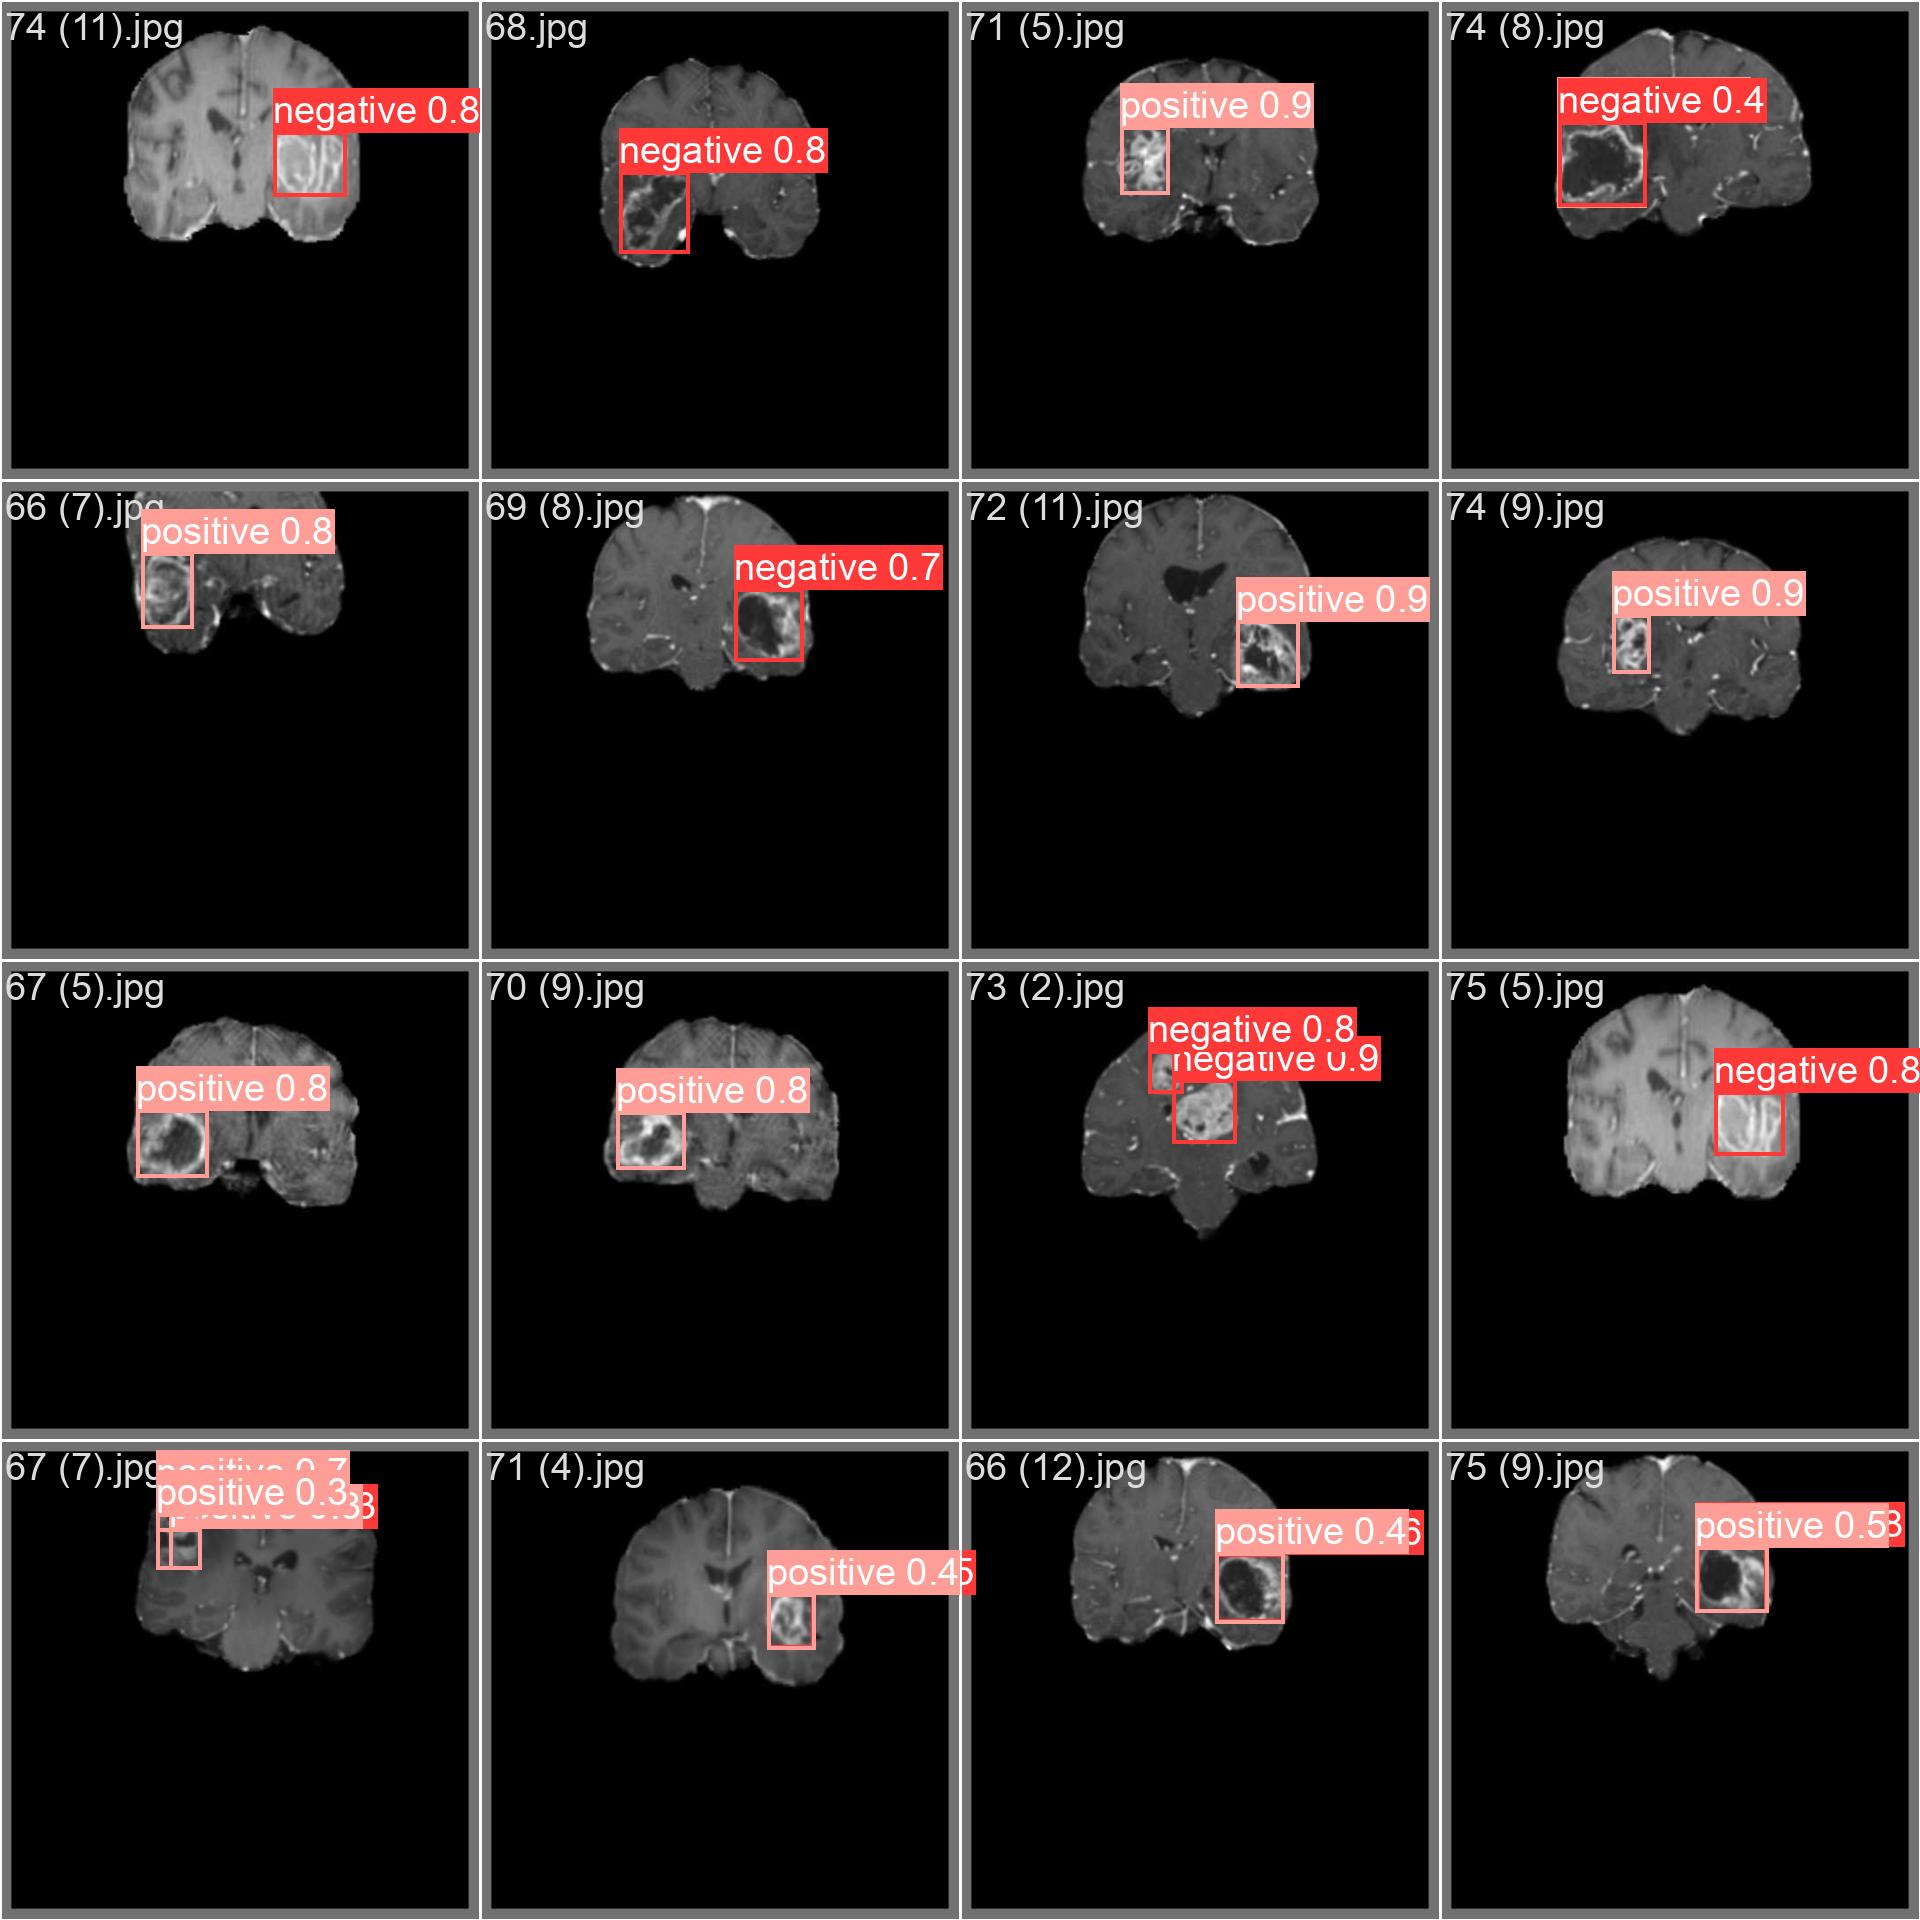 74 (11).jpg
negative 0.8
68.jpg
negative 0.8
71 (5).jpg
positive 0.9
74 (8).jpg
negative 0.4
66 (7).jpg
positive 0.8
69 (8).jpg
negative 0.7
72 (11).jpg
positive 0.9
74 (9).jpg
positive 0.9
67 (5).jpg
positive 0.8
70 (9).jpg
positive 0.8
73 (2).jpg
negative 0.8
negative 0.9
75 (5).jpg
negative 0.8
67 (7).jpg
positive 0.7
positive 0.3
71 (4).jpg
positive 0.4
66 (12).jpg
positive 0.4
75 (9).jpg
positive 0.5